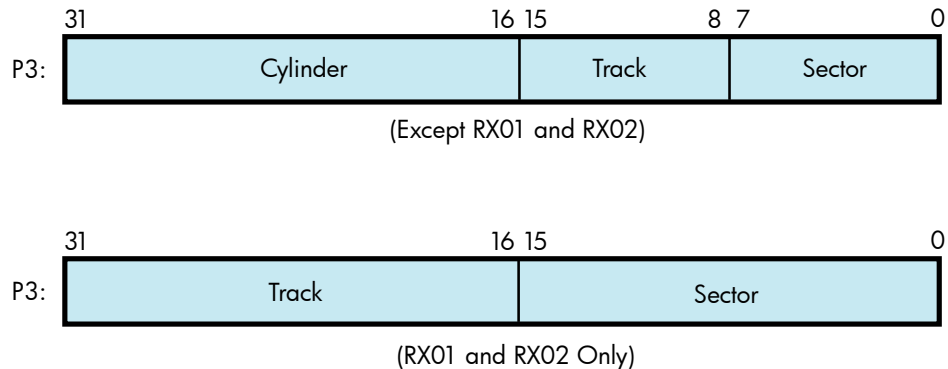 31 16 15 8 7 0
P3: Cylinder Track Sector
(Except RX01 and RX02)
31 16 15 0
P3: Track Sector
(RX01 and RX02 Only)